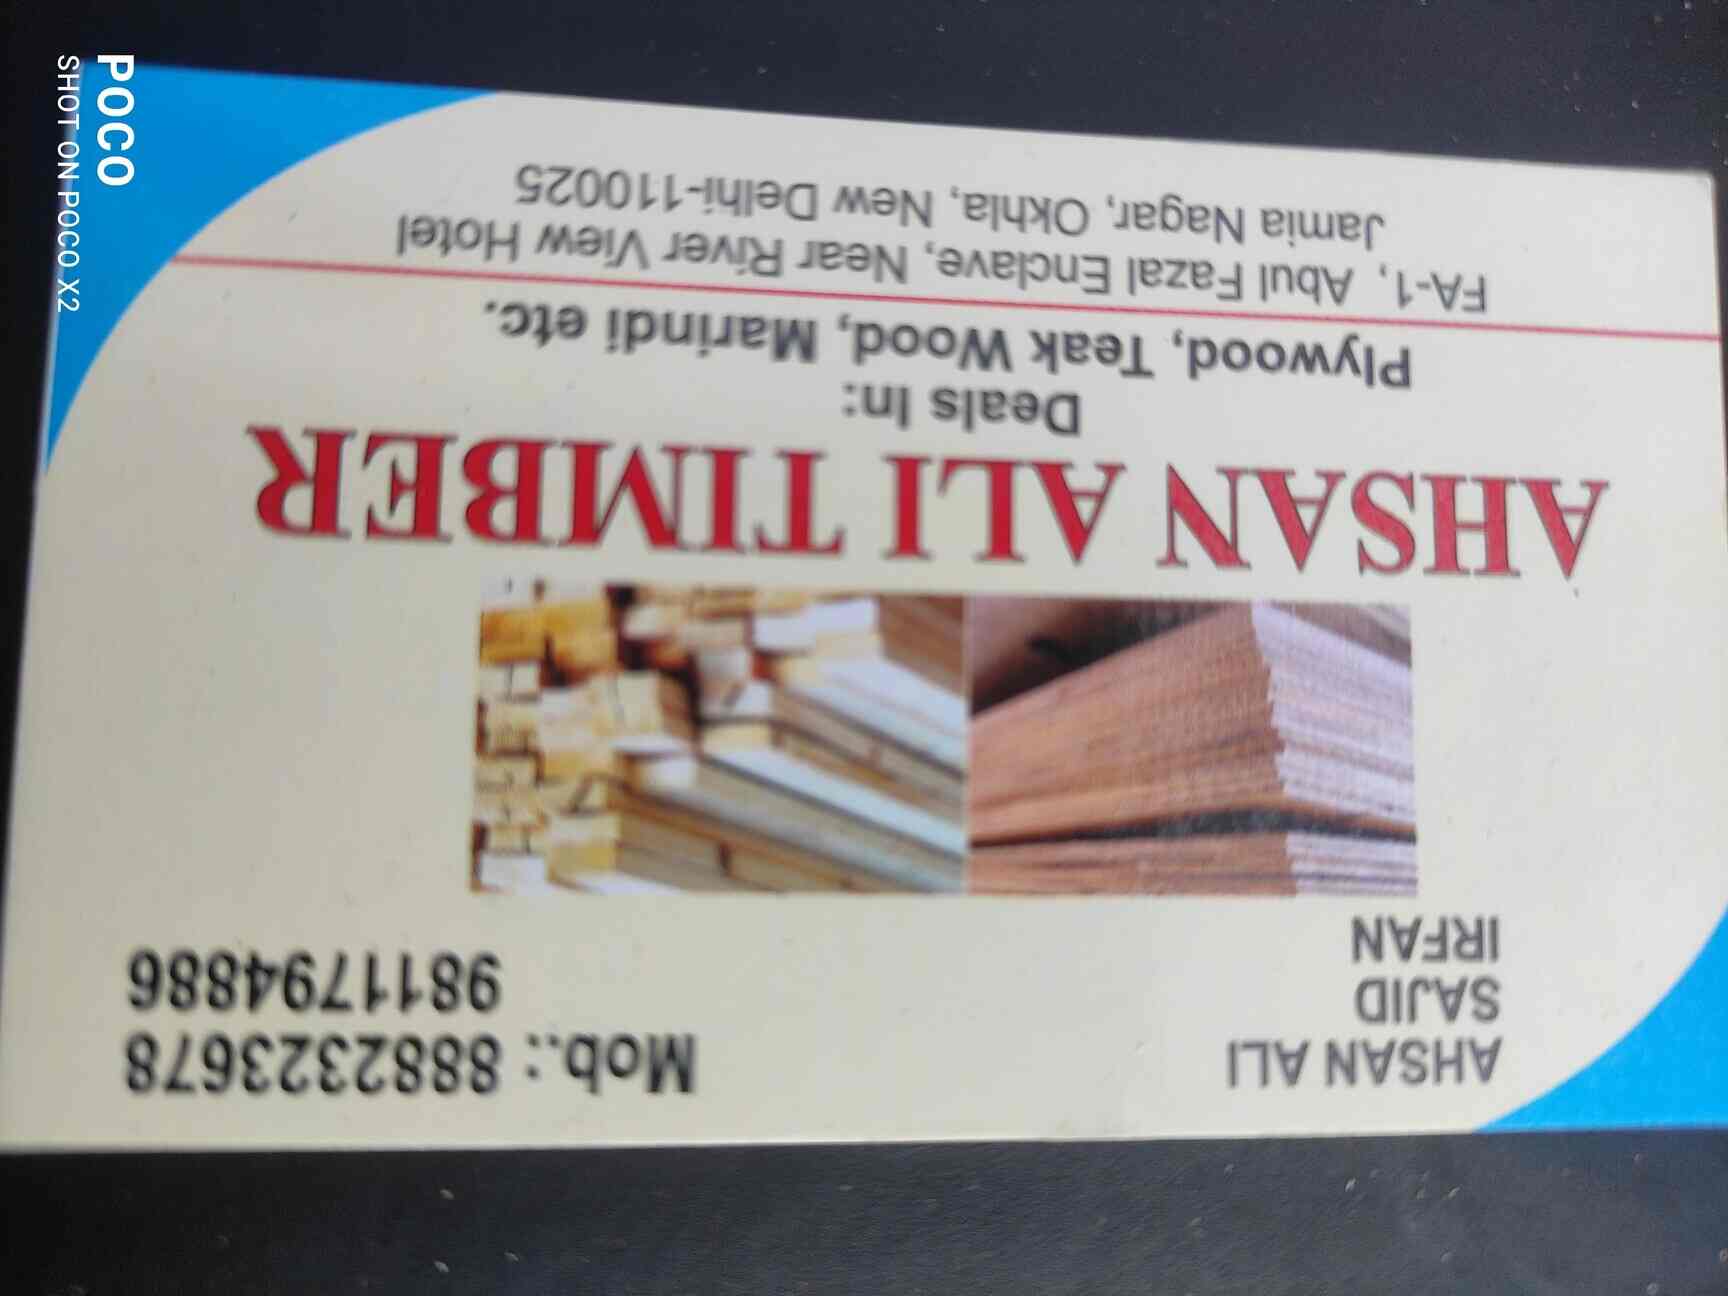 AHSAN ALI
SAJID
IRFAN
Mob.: 8882323678
9811794886
AHSAN ALI TIMBER
Deals In:
Plywood, Teak Wood, Marindi etc.
FA-1, Abul Fazal Enclave, Near River View Hotel
Jamia Nagar, Okhla, New Delhi-110025
POCO
SHOT ON POCO X2